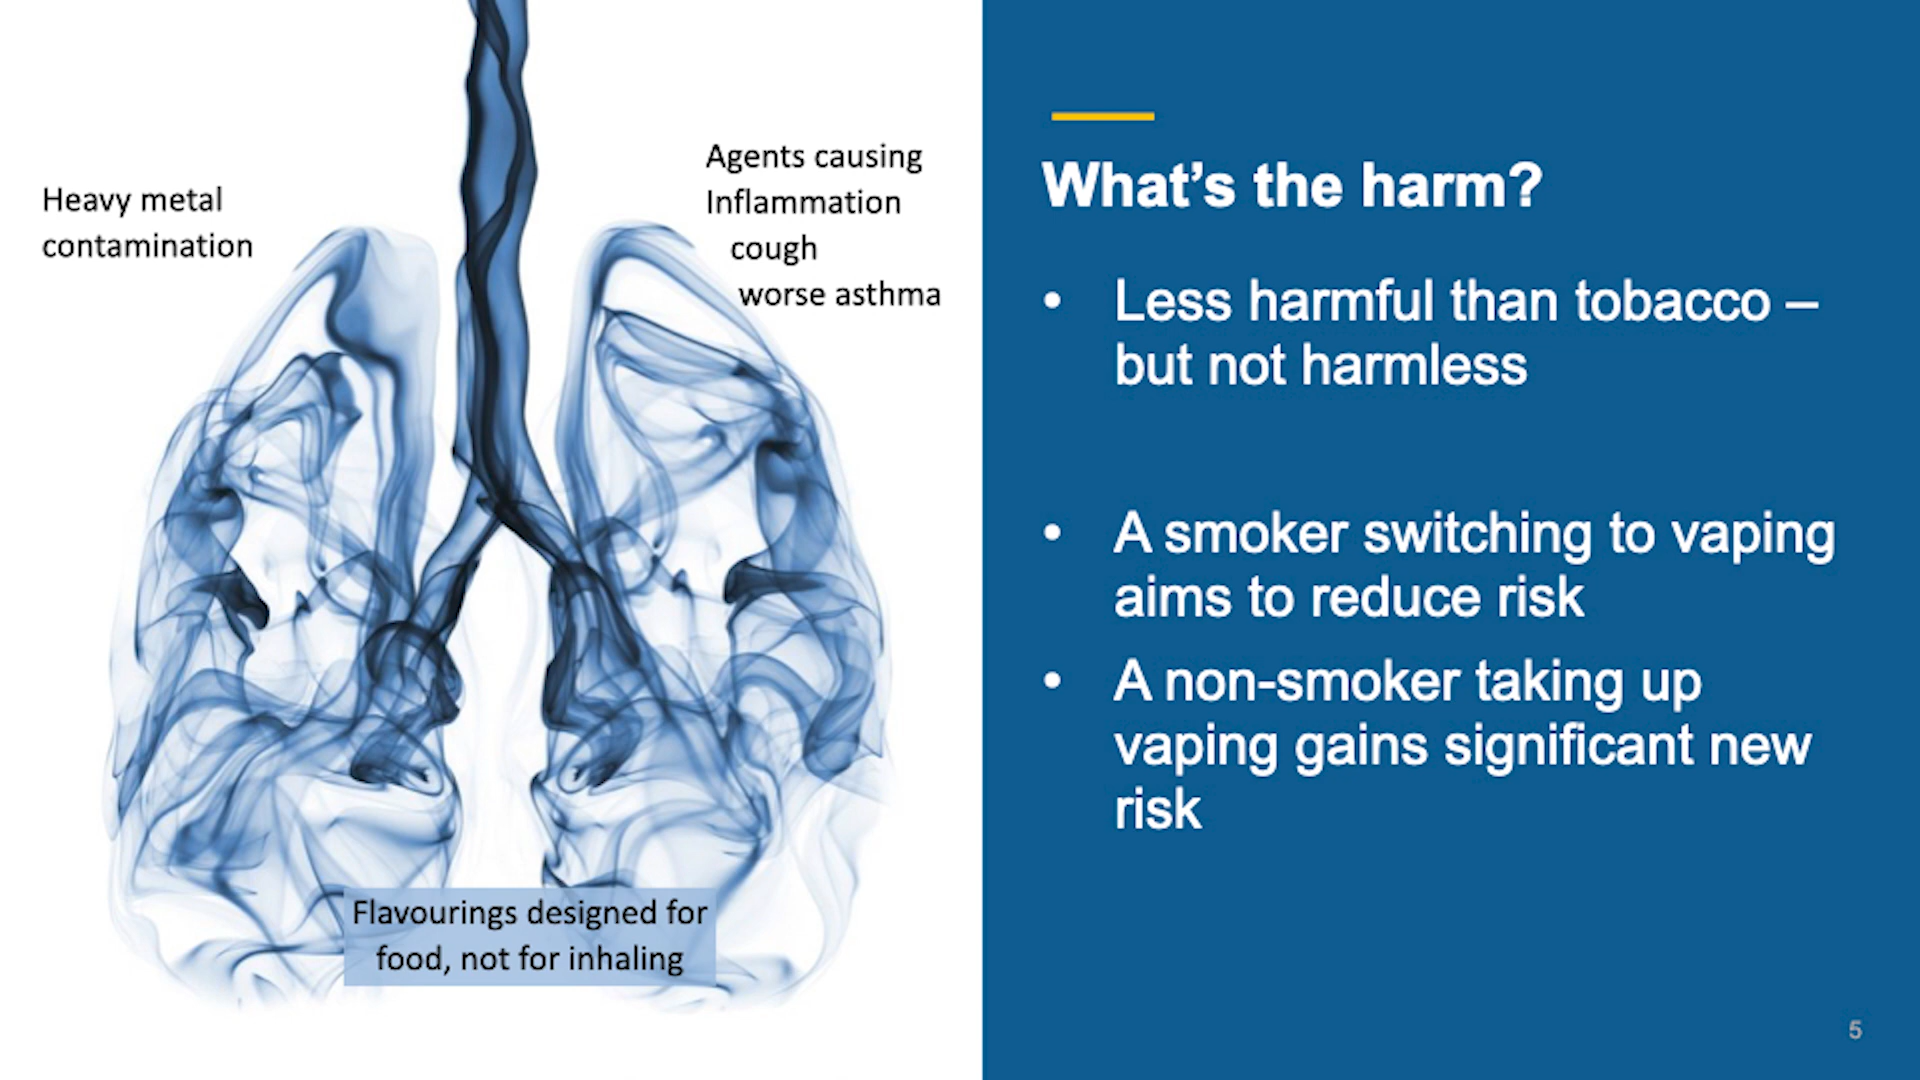 Heavy metal
contamination
Agents causing
Inflammation
cough
worse asthma
Flavourings designed for
food, not for inhaling
What’s the harm?
• Less harmful than tobacco –
but not harmless
• A smoker switching to vaping
aims to reduce risk
• A non-smoker taking up
vaping gains significant new
risk
5